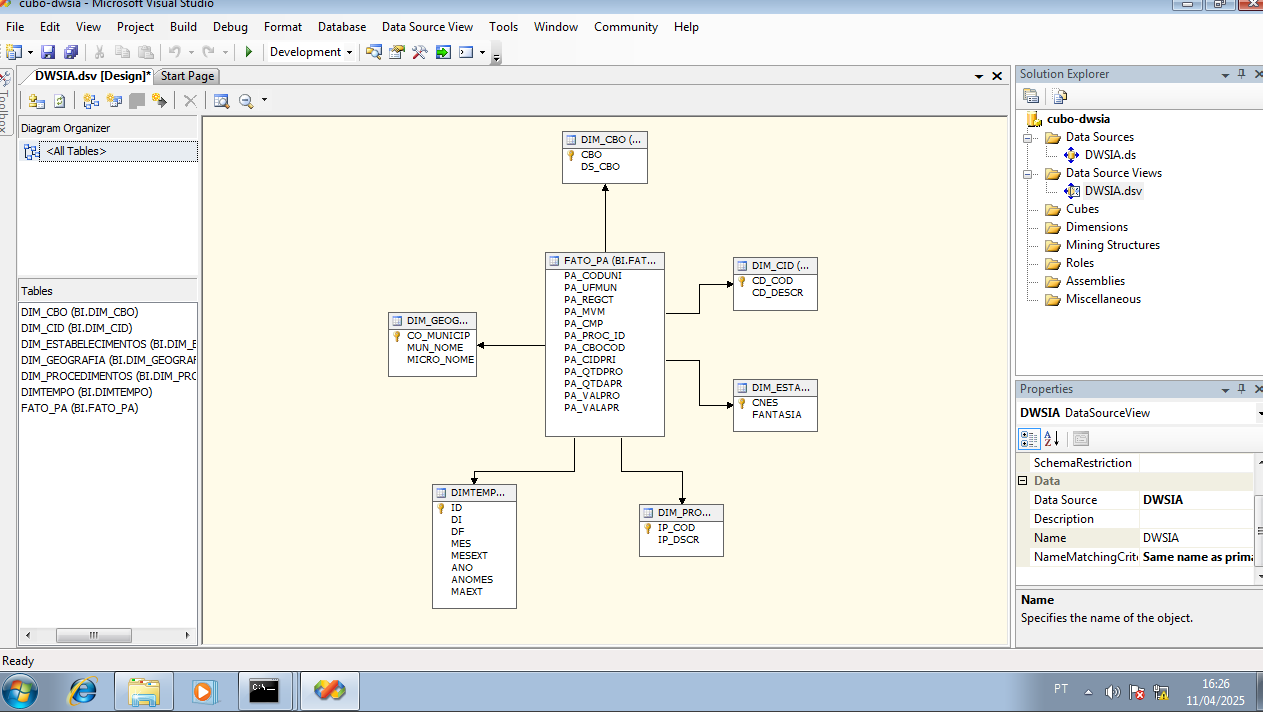 cubo-dwsia - Microsoft Visual Studio
File Edit View Project Build Debug Format Database Data Source View Tools Window Community Help
Development
Toolbox
DWSIA.dsv [Design]* Start Page
Diagram Organizer
<All Tables>
Tables
DIM_CBO (BI.DIM_CBO)
DIM_CID (BI.DIM_CID)
DIM_ESTABELECIMENTOS (BI.DIM_E
DIM_GEOGRAFIA (BI.DIM_GEOGRAF
DIM_PROCEDIMENTOS (BI.DIM_PRO
DIMTEMPO (BI.DIMTEMPO)
FATO_PA (BI.FATO_PA)
DIM_CBO (...
CBO
DS_CBO
FATO_PA (BI.FAT...
PA_CODUNI
PA_UFMUN
PA_REGCT
PA_MVM
PA_CMP
PA_PROC_ID
PA_CBOCOD
PA_CIDPRI
PA_QTDPRO
PA_QTDAPR
PA_VALPRO
PA_VALAPR
DIM_CID (...
CD_COD
CD_DESCR
DIM_GEOG...
CO_MUNICIP
MUN_NOME
MICRO_NOME
DIM_ESTA...
CNES
FANTASIA
DIMTEMP...
ID
DI
DF
MES
MESEXT
ANO
ANOMES
MAEXT
DIM_PRO...
IP_COD
IP_DSCR
Solution Explorer
cubo-dwsia
Data Sources
DWSIA.ds
Data Source Views
DWSIA.dsv
Cubes
Dimensions
Mining Structures
Roles
Assemblies
Miscellaneous
Properties
DWSIA DataSourceView
SchemaRestriction
Data
Data Source DWSIA
Description
Name DWSIA
NameMatchingCrite Same name as prima
Name
Specifies the name of the object.
Ready
C:\.
PT
16:26
11/04/2025